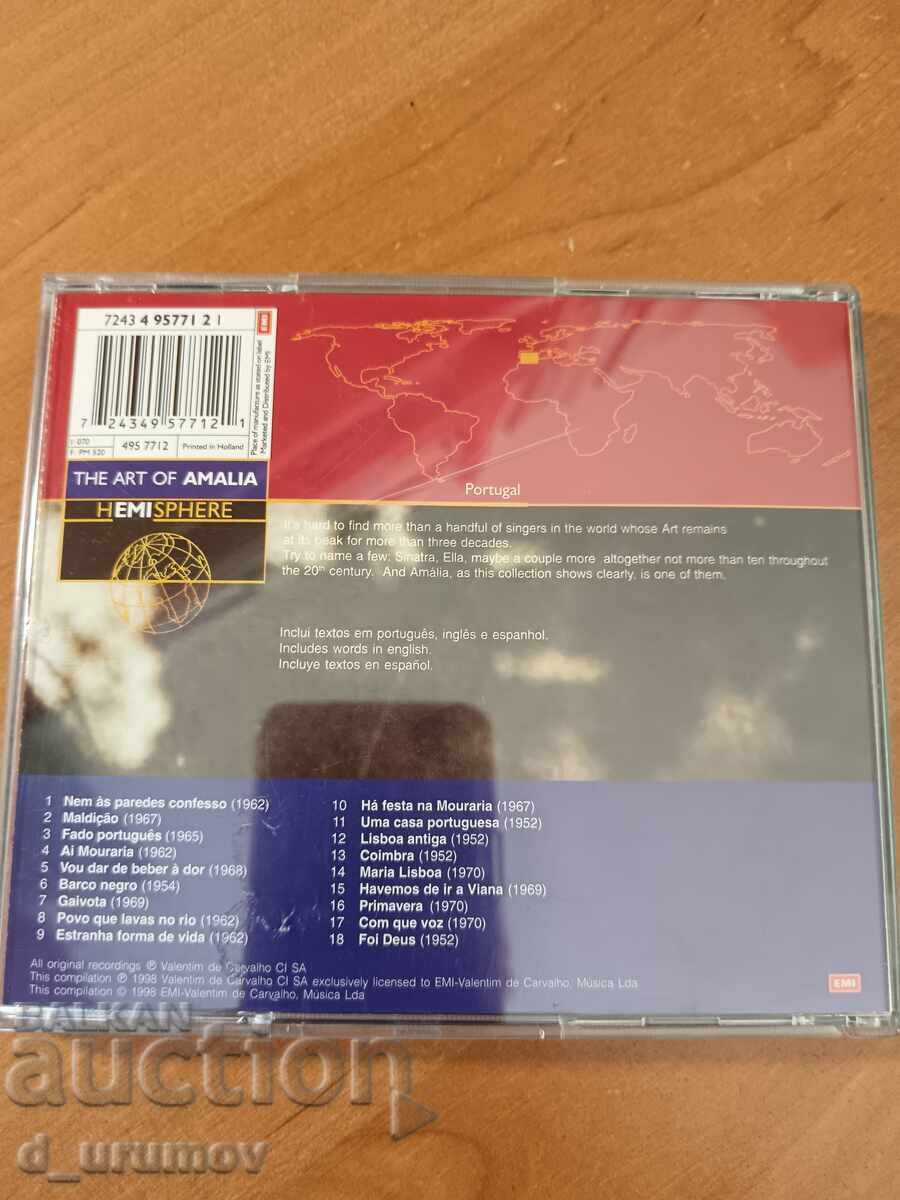 7243 4 95771 2 1
EMI
Place of manufacture as stated on label
Marketed and Distributed by EMI
7 24349 57712 1
I: 070
F: PM 520
495 7712
Printed in Holland
THE ART OF AMALIA
HEMISPHERE
Portugal
It's hard to find more than a handful of singers in the world whose Art remains
at its peak for more than three decades.
Try to name a few: Sinatra, Ella, maybe a couple more altogether not more than ten throughout
the 20th century. And Amália, as this collection shows clearly, is one of them.
Inclui textos em português, inglês e espanhol.
Includes words in english.
Incluye textos en español.
1 Nem às paredes confesso (1962)
2 Maldição (1967)
3 Fado português (1965)
4 Ai Mouraria (1962)
5 Vou dar de beber à dor (1968)
6 Barco negro (1954)
7 Gaivota (1969)
8 Povo que lavas no rio (1962)
9 Estranha forma de vida (1962)
10 Há festa na Mouraria (1967)
11 Uma casa portuguesa (1952)
12 Lisboa antiga (1952)
13 Coimbra (1952)
14 Maria Lisboa (1970)
15 Havemos de ir a Viana (1969)
16 Primavera (1970)
17 Com que voz (1970)
18 Foi Deus (1952)
All original recordings ℗ Valentim de Carvalho CI SA
This compilation ℗ 1998 Valentim de Carvalho CI SA exclusively licensed to EMI-Valentim de Carvalho, Música Lda
This compilation © 1998 EMI-Valentim de Carvalho, Música Lda
EMI
BALKAN
auction
d_urumov